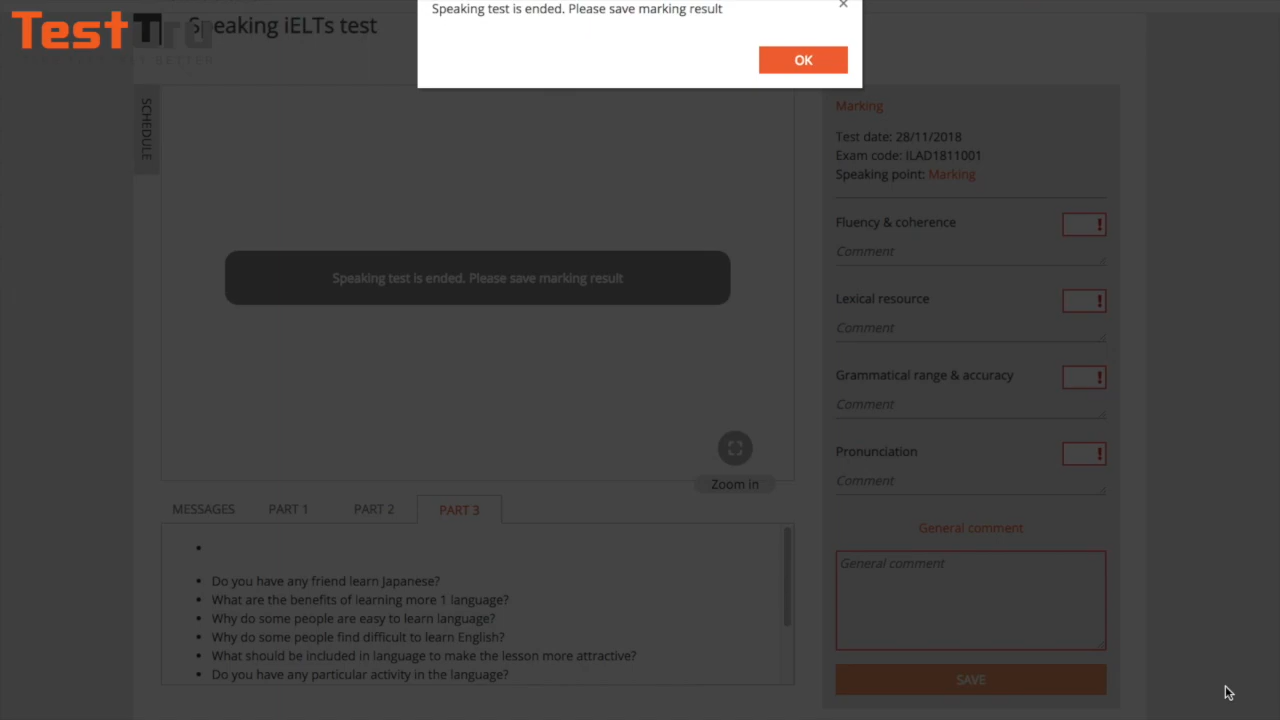 Speaking test is ended. Please save marking result
×
OK
TestTro
Speaking iELTs test
SCHEDULE
Speaking test is ended. Please save marking result
Zoom in
MESSAGES PART 1 PART 2 PART 3
Do you have any friend learn Japanese?
What are the benefits of learning more 1 language?
Why do some people are easy to learn language?
Why do some people find difficult to learn English?
What should be included in language to make the lesson more attractive?
Do you have any particular activity in the language?
Marking
Test date: 28/11/2018
Exam code: ILAD1811001
Speaking point: Marking
Fluency & coherence !
Comment
Lexical resource !
Comment
Grammatical range & accuracy !
Comment
Pronunciation !
Comment
General comment
General comment
SAVE